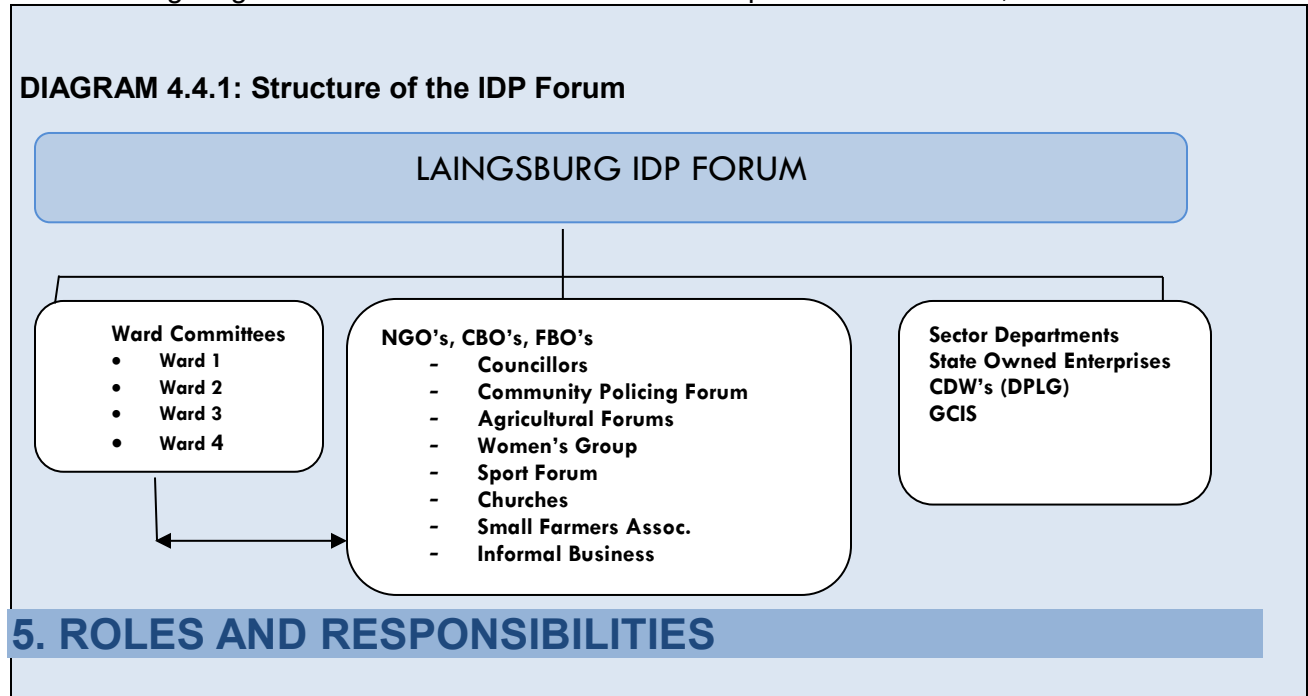 DIAGRAM 4.4.1: Structure of the IDP Forum
LAINGSBURG IDP FORUM
Ward Committees
• Ward 1
• Ward 2
• Ward 3
• Ward 4
NGO’s, CBO’s, FBO’s
- Councillors
- Community Policing Forum
- Agricultural Forums
- Women’s Group
- Sport Forum
- Churches
- Small Farmers Assoc.
- Informal Business
Sector Departments
State Owned Enterprises
CDW’s (DPLG)
GCIS
5. ROLES AND RESPONSIBILITIES